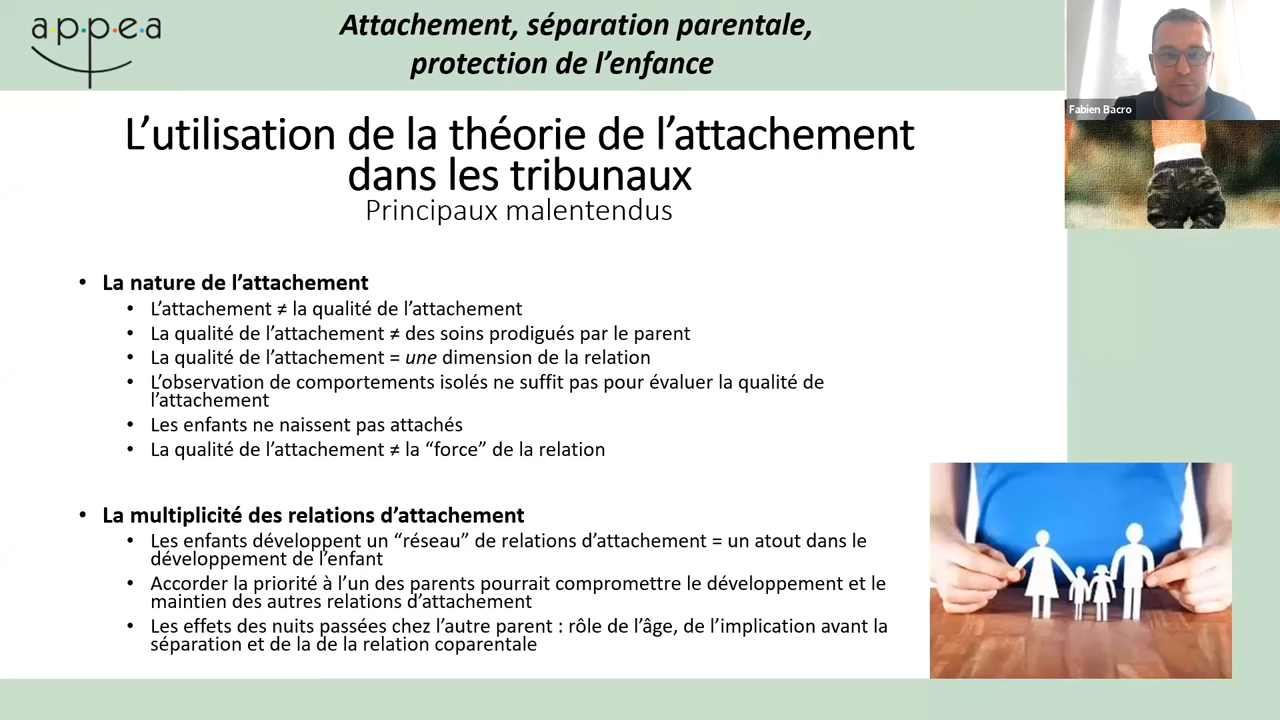 a·p·p·e·a
Attachement, séparation parentale,
protection de l’enfance
Fabien Bacro
L’utilisation de la théorie de l’attachement
dans les tribunaux
Principaux malentendus
• La nature de l’attachement
• L’attachement ≠ la qualité de l’attachement
• La qualité de l’attachement ≠ des soins prodigués par le parent
• La qualité de l’attachement = une dimension de la relation
• L’observation de comportements isolés ne suffit pas pour évaluer la qualité de
l’attachement
• Les enfants ne naissent pas attachés
• La qualité de l’attachement ≠ la “force” de la relation
• La multiplicité des relations d’attachement
• Les enfants développent un “réseau” de relations d’attachement = un atout dans le
développement de l’enfant
• Accorder la priorité à l’un des parents pourrait compromettre le développement et le
maintien des autres relations d’attachement
• Les effets des nuits passées chez l’autre parent : rôle de l’âge, de l’implication avant la
séparation et de la de la relation coparentale